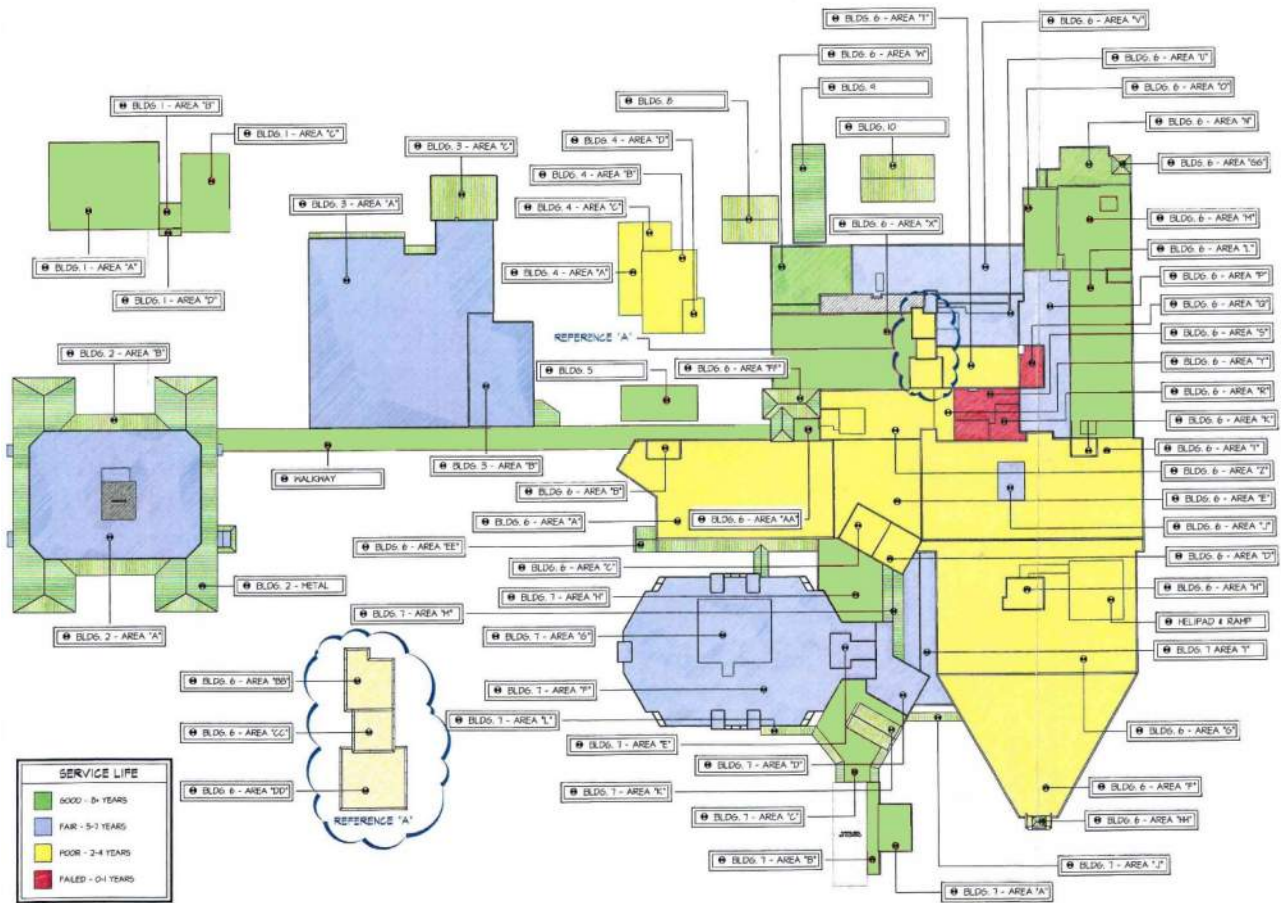 BLDG. 6 - AREA "T"
BLDG. 6 - AREA "V"
BLDG. 6 - AREA "W"
BLDG. 6 - AREA "U"
BLDG. 9
BLDG. 6 - AREA "O"
BLDG. 8
BLDG. 1 - AREA "B"
BLDG. 6 - AREA "N"
BLDG. 1 - AREA "C"
BLDG. 4 - AREA "D"
BLDG. 10
BLDG. 3 - AREA "C"
BLDG. 6 - AREA "GG"
BLDG. 4 - AREA "B"
BLDG. 3 - AREA "A"
BLDG. 4 - AREA "C"
BLDG. 6 - AREA "X"
BLDG. 6 - AREA "M"
BLDG. 6 - AREA "L"
BLDG. 1 - AREA "A"
BLDG. 4 - AREA "A"
BLDG. 6 - AREA "P"
BLDG. 1 - AREA "D"
BLDG. 6 - AREA "Q"
REFERENCE "A"
BLDG. 6 - AREA "S"
BLDG. 2 - AREA "B"
BLDG. 5
BLDG. 6 - AREA "FF"
BLDG. 6 - AREA "Y"
BLDG. 6 - AREA "R"
BLDG. 6 - AREA "K"
BLDG. 6 - AREA "I"
BLDG. 3 - AREA "B"
BLDG. 6 - AREA "Z"
WALKWAY
BLDG. 6 - AREA "B"
BLDG. 6 - AREA "E"
BLDG. 6 - AREA "A"
BLDG. 6 - AREA "AA"
BLDG. 6 - AREA "J"
BLDG. 6 - AREA "EE"
BLDG. 6 - AREA "D"
BLDG. 6 - AREA "C"
BLDG. 2 - METAL
BLDG. 7 - AREA "H"
BLDG. 6 - AREA "H"
BLDG. 7 - AREA "M"
HELIPAD & RAMP
BLDG. 2 - AREA "A"
BLDG. 7 - AREA "G"
BLDG. 7 AREA "I"
BLDG. 6 - AREA "BB"
BLDG. 7 - AREA "F"
BLDG. 7 - AREA "L"
BLDG. 6 - AREA "CC"
BLDG. 6 - AREA "G"
BLDG. 7 - AREA "E"
BLDG. 7 - AREA "D"
BLDG. 6 - AREA "DD"
BLDG. 7 - AREA "K"
BLDG. 6 - AREA "F"
REFERENCE "A"
BLDG. 7 - AREA "C"
BLDG. 6 - AREA "HH"
BLDG. 7 - AREA "B"
BLDG. 7 - AREA "J"
BLDG. 7 - AREA "A"
SERVICE LIFE
GOOD - 8+ YEARS
FAIR - 5-7 YEARS
POOR - 2-4 YEARS
FAILED - 0-1 YEARS